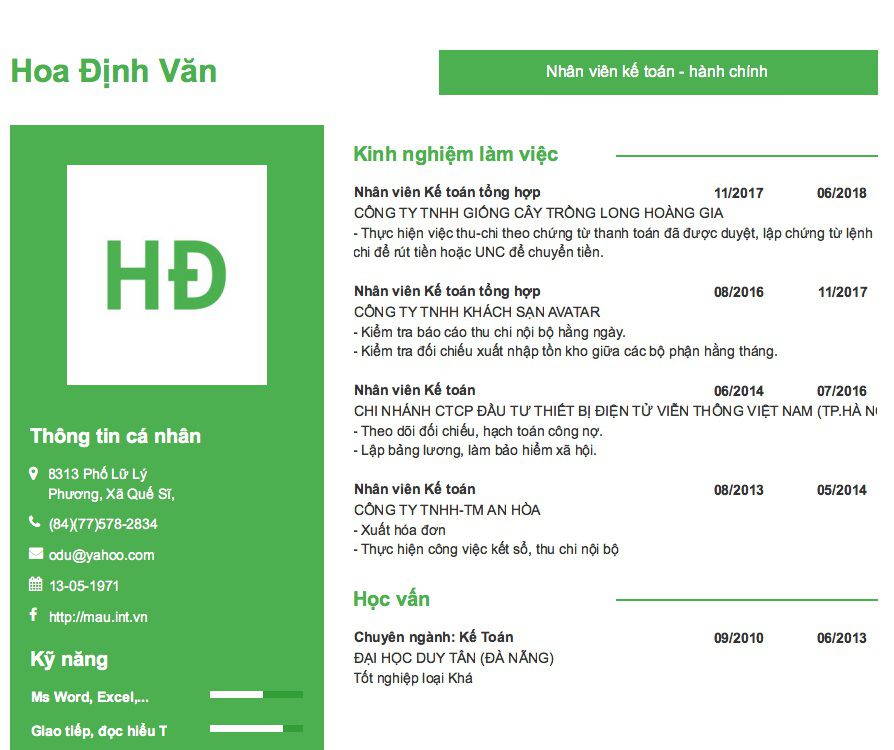 Hoa Định Văn
Nhân viên kế toán - hành chính
HĐ
Thông tin cá nhân
8313 Phố Lữ Lý
Phương, Xã Quế Sĩ,
(84)(77)578-2834
odu@yahoo.com
13-05-1971
http://mau.int.vn
Kỹ năng
Ms Word, Excel,...
Giao tiếp, đọc hiểu T
Kinh nghiệm làm việc
Nhân viên Kế toán tổng hợp 11/2017 06/2018
CÔNG TY TNHH GIỐNG CÂY TRỒNG LONG HOÀNG GIA
- Thực hiện việc thu-chi theo chứng từ thanh toán đã được duyệt, lập chứng từ lệnh
chi để rút tiền hoặc UNC để chuyển tiền.
Nhân viên Kế toán tổng hợp 08/2016 11/2017
CÔNG TY TNHH KHÁCH SẠN AVATAR
- Kiểm tra báo cáo thu chi nội bộ hằng ngày.
- Kiểm tra đối chiếu xuất nhập tồn kho giữa các bộ phận hằng tháng.
Nhân viên Kế toán 06/2014 07/2016
CHI NHÁNH CTCP ĐẦU TƯ THIẾT BỊ ĐIỆN TỬ VIỄN THÔNG VIỆT NAM (TP.HÀ
- Theo dõi đối chiếu, hạch toán công nợ.
- Lập bảng lương, làm bảo hiểm xã hội.
Nhân viên Kế toán 08/2013 05/2014
CÔNG TY TNHH-TM AN HÒA
- Xuất hóa đơn
- Thực hiện công việc kết sổ, thu chi nội bộ
Học vấn
Chuyên ngành: Kế Toán 09/2010 06/2013
ĐẠI HỌC DUY TÂN (ĐÀ NẴNG)
Tốt nghiệp loại Khá